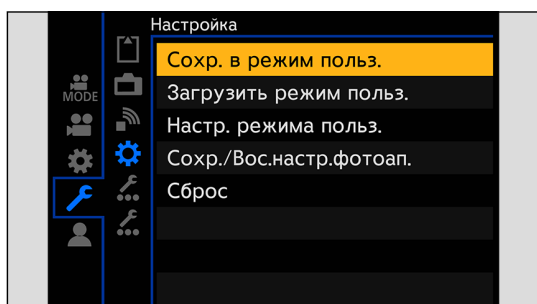 Настройка
MODE
Сохр. в режим польз.
Загрузить режим польз.
Настр. режима польз.
Сохр./Вос.настр.фотоап.
Сброс